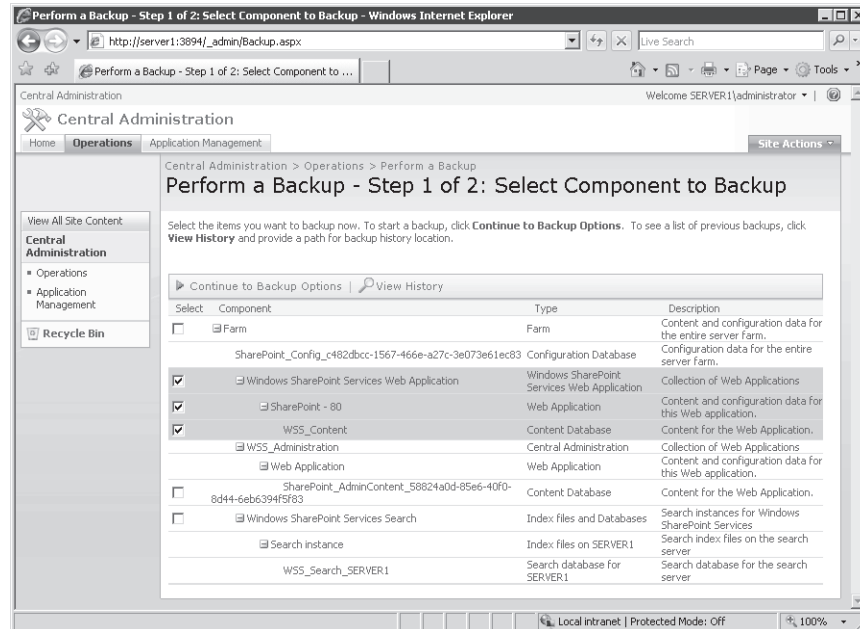 Perform a Backup - Step 1 of 2: Select Component to Backup - Windows Internet Explorer
http://server1:3894/_admin/Backup.aspx
Live Search
Perform a Backup - Step 1 of 2: Select Component to ...
Page
Tools
Central Administration
Welcome SERVER1\administrator
Central Administration
Home
Operations
Application Management
Site Actions
Central Administration > Operations > Perform a Backup
Perform a Backup - Step 1 of 2: Select Component to Backup
View All Site Content
Central
Administration
Operations
Application
Management
Recycle Bin
Select the items you want to backup now. To start a backup, click Continue to Backup Options. To see a list of previous backups, click
View History and provide a path for backup history location.
Continue to Backup Options | View History
Select Component Type Description
Farm Farm Content and configuration data for
the entire server farm.
SharePoint_Config_c482dbcc-1567-466e-a27c-3e073e61ec83 Configuration Database Configuration data for the entire
server farm.
Windows SharePoint Services Web Application Windows SharePoint
Services Web Application Collection of Web Applications
SharePoint - 80 Web Application Content and configuration data for
this Web application.
WSS_Content Content Database Content for the Web Application.
WSS_Administration Central Administration Collection of Web Applications
Web Application Web Application Content and configuration data for
this Web application.
SharePoint_AdminContent_58824a0d-85e6-40f0-
8d44-6eb6394f5f83 Content Database Content for the Web Application.
Windows SharePoint Services Search Index files and Databases Search instances for Windows
SharePoint Services
Search instance Index files on SERVER1 Search index files on the search
server
WSS_Search_SERVER1 Search database for
SERVER1 Search database for the search
server
Local intranet | Protected Mode: Off
100%